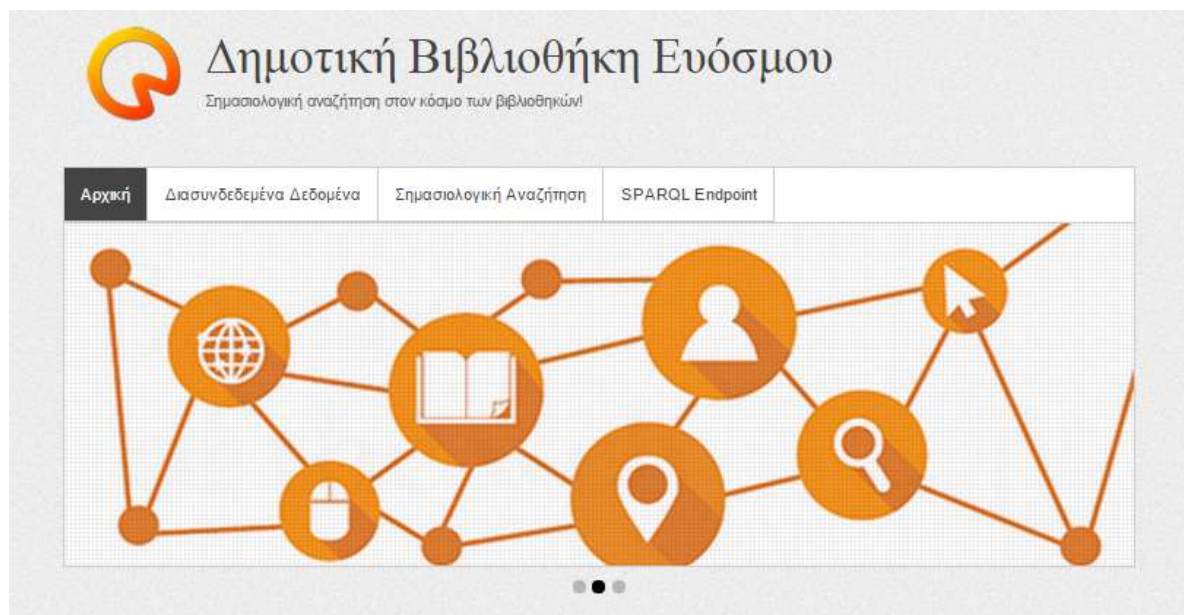 Δημοτική Βιβλιοθήκη Ευόσμου
Σημασιολογική αναζήτηση στον κόσμο των βιβλιοθηκών!
Αρχική Διασυνδεδεμένα Δεδομένα Σημασιολογική Αναζήτηση SPARQL Endpoint